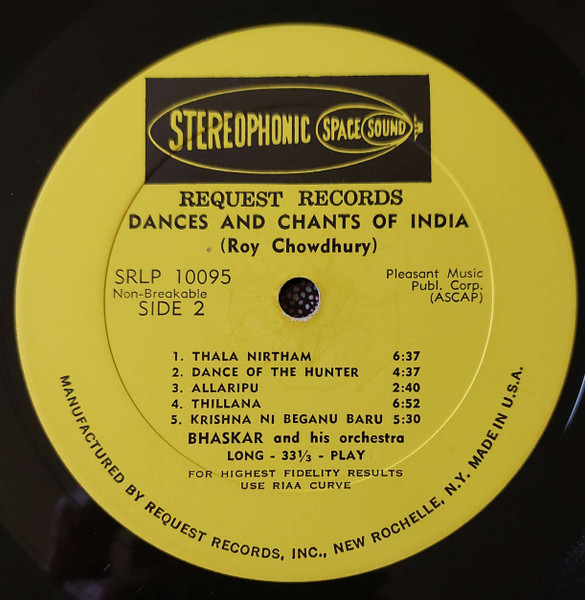 STEREOPHONIC SPACE SOUND
REQUEST RECORDS
DANCES AND CHANTS OF INDIA
(Roy Chowdhury)
SRLP 10095
Non-Breakable
SIDE 2
Pleasant Music
Publ. Corp.
(ASCAP)
1. THALA NIRTHAM 6:37
2. DANCE OF THE HUNTER 4:37
3. ALLARIPU 2:40
4. THILLANA 6:52
5. KRISHNA NI BEGANU BARU 5:30
BHASKAR and his orchestra
LONG - 33⅓ - PLAY
FOR HIGHEST FIDELITY RESULTS
USE RIAA CURVE
MANUFACTURED BY REQUEST RECORDS, INC., NEW ROCHELLE, N.Y. MADE IN U.S.A.